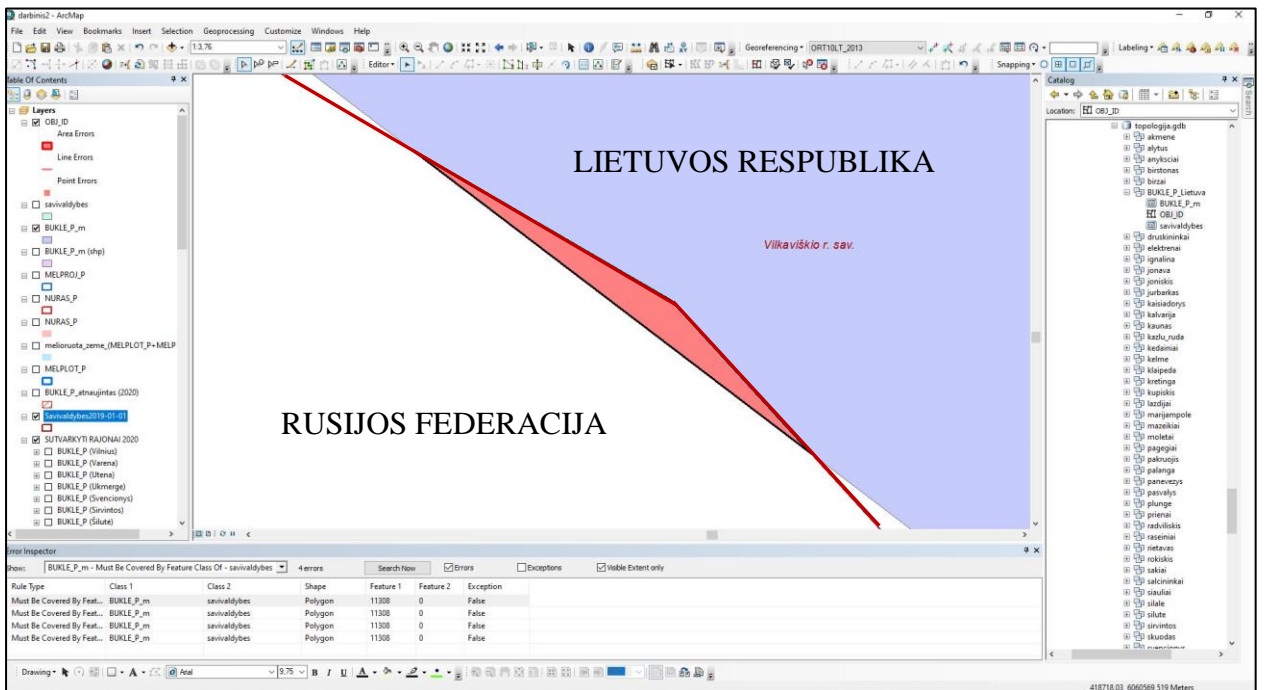 darbinis2 - ArcMap
File Edit View Bookmarks Insert Selection Geoprocessing Customize Windows Help
1:3,76 Georeferencing ORT10LT_2013 Labeling
Editor Snapping
Table Of Contents
Layers
OBJ_ID
Area Errors
Line Errors
Point Errors
savivaldybes
BUKLE_P_m
BUKLE_P_m (shp)
MELPROJ_P
NURAS_P
NURAS_P
melioruota_zeme_(MELPLOT_P+MELP
MELPLOT_P
BUKLE_P_atnaujintas (2020)
Savivaldybes2019-01-01
SUTVARKYTI RAJONAI 2020
BUKLE_P (Vilnius)
BUKLE_P (Varena)
BUKLE_P (Utena)
BUKLE_P (Ukmerge)
BUKLE_P (Svencionys)
BUKLE_P (Sirvintos)
BUKLE_P (Šilute)
LIETUVOS RESPUBLIKA
Vilkaviškio r. sav.
RUSIJOS FEDERACIJA
Catalog
Location: OBJ_ID
topologija.gdb
akmene
alytus
anyksciai
birstonas
birzai
BUKLE_P_Lietuva
BUKLE_P_m
OBJ_ID
savivaldybes
druskininkai
elektrenai
ignalina
jonava
joniskis
jurbarkas
kaisiadorys
kalvarija
kaunas
kazlu_ruda
kedainiai
kelme
klaipeda
kretinga
kupiskis
lazdijai
marijampole
mazeikiai
moletai
pagegiai
pakruojis
palanga
panevezys
pasvalys
plunge
prienai
radviliskis
raseiniai
rietavas
rokiskis
sakiai
salcininkai
siauliai
silale
silute
sirvintos
skuodas
svencionys
Search
Error Inspector
Show: BUKLE_P_m - Must Be Covered By Feature Class Of - savivaldybes 4 errors Search Now Errors Exceptions Visible Extent only
Rule Type Class 1 Class 2 Shape Feature 1 Feature 2 Exception
Must Be Covered By Feat... BUKLE_P_m savivaldybes Polygon 11308 0 False
Must Be Covered By Feat... BUKLE_P_m savivaldybes Polygon 11308 0 False
Must Be Covered By Feat... BUKLE_P_m savivaldybes Polygon 11308 0 False
Must Be Covered By Feat... BUKLE_P_m savivaldybes Polygon 11308 0 False
Drawing A Arial 9,75 B I U A
418718,03 6060569,519 Meters